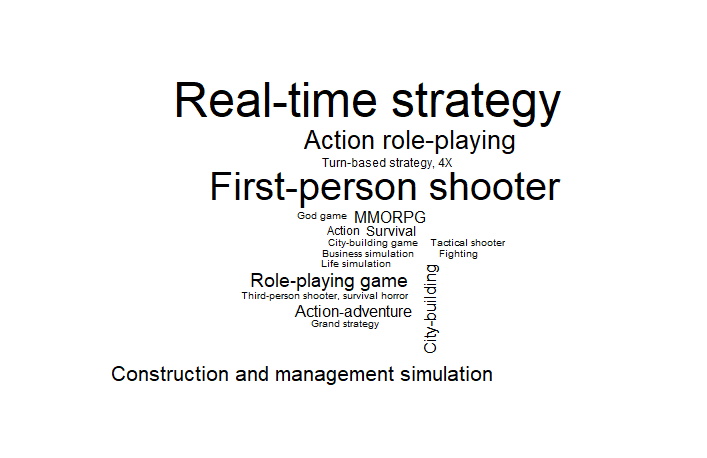 Real-time strategy
Action role-playing
Turn-based strategy, 4X
First-person shooter
God game MMORPG
Action Survival
City-building game Tactical shooter
Business simulation Fighting
Life simulation
Role-playing game
City-building
Third-person shooter, survival horror
Action-adventure
Grand strategy
Construction and management simulation